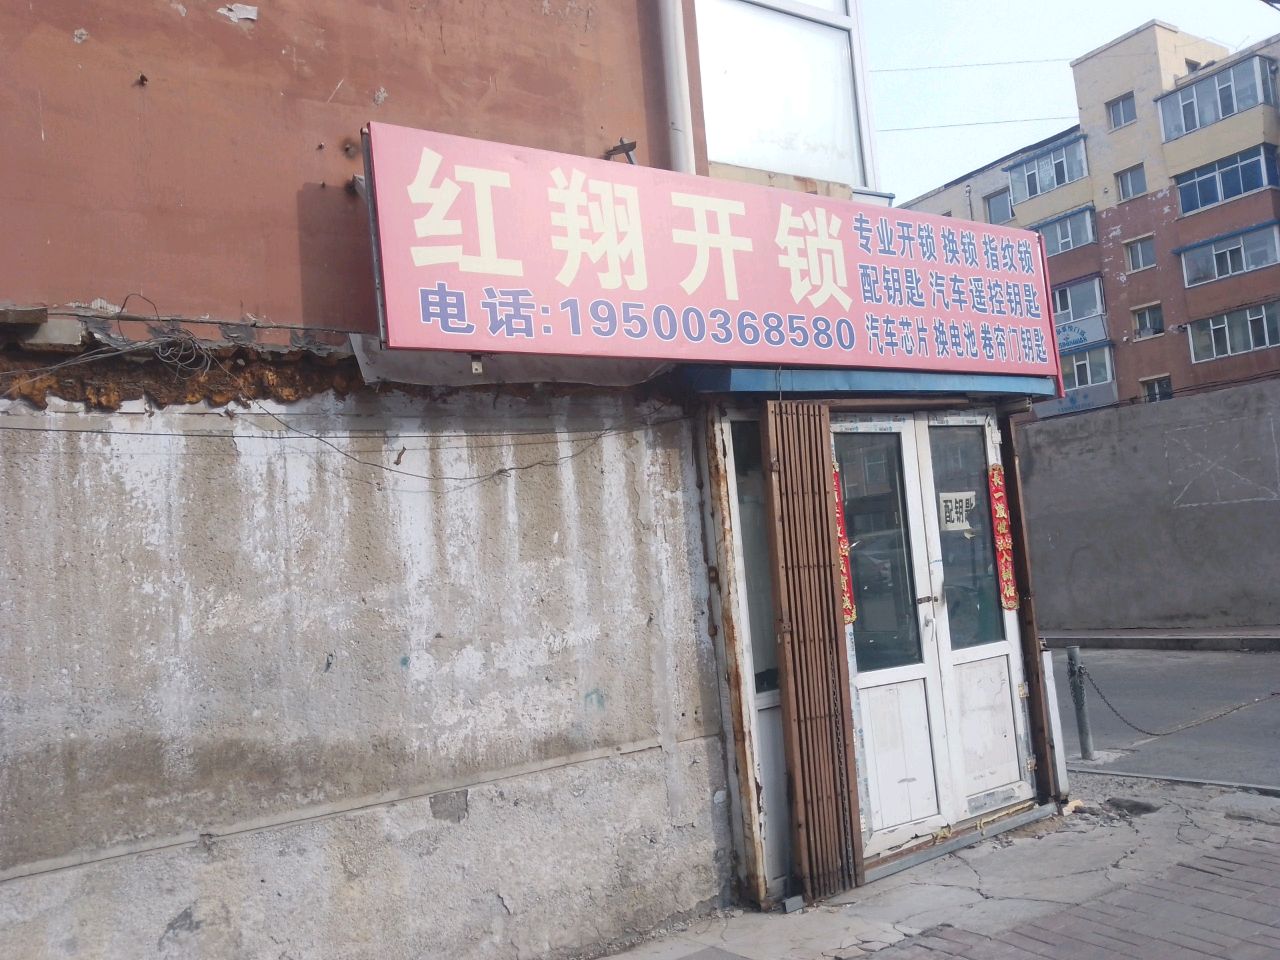 红翔开锁
电话:19500368580
专业开锁 换锁 指纹锁
配钥匙 汽车遥控钥匙
汽车芯片 换电池 卷帘门钥匙
配钥匙